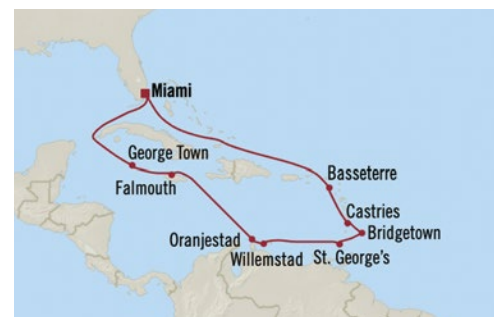 Miami
George Town
Falmouth
Basseterre
Castries
Bridgetown
Oranjestad
Willemstad
St. George's